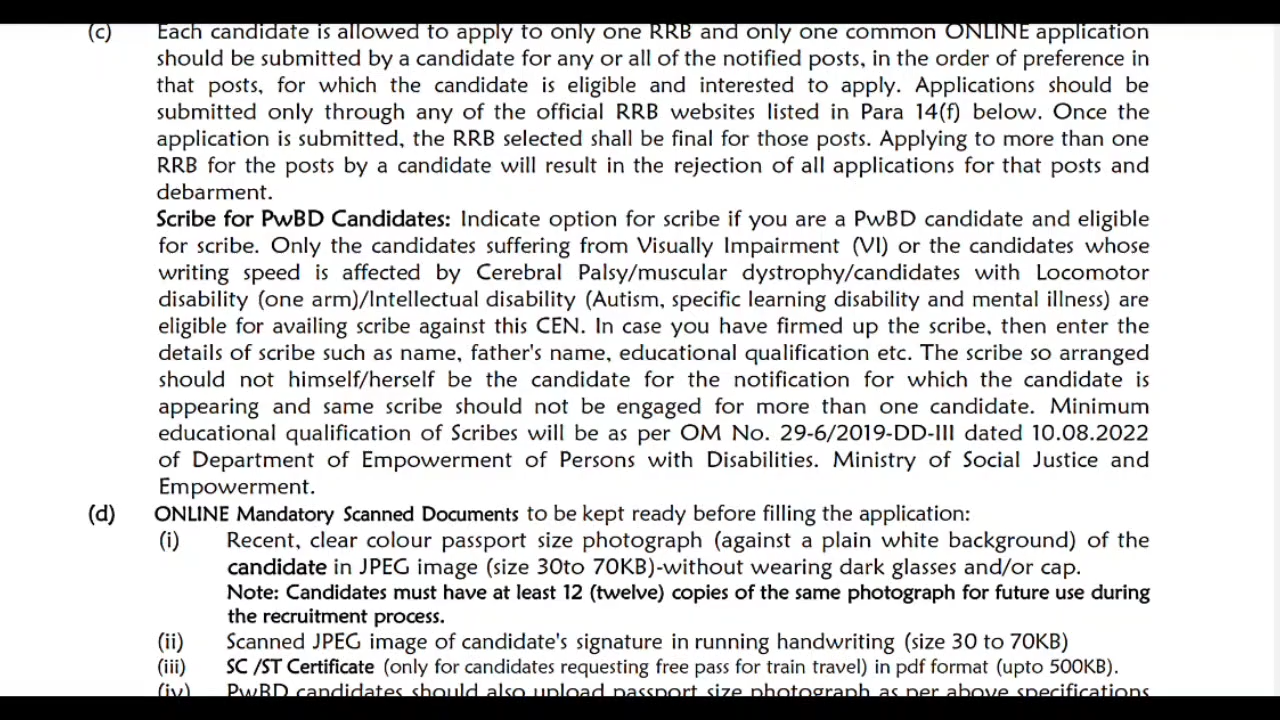 (c) Each candidate is allowed to apply to only one RRB and only one common ONLINE application
should be submitted by a candidate for any or all of the notified posts, in the order of preference in
that posts, for which the candidate is eligible and interested to apply. Applications should be
submitted only through any of the official RRB websites listed in Para 14(f) below. Once the
application is submitted, the RRB selected shall be final for those posts. Applying to more than one
RRB for the posts by a candidate will result in the rejection of all applications for that posts and
debarment.
Scribe for PwBD Candidates: Indicate option for scribe if you are a PwBD candidate and eligible
for scribe. Only the candidates suffering from Visually Impairment (VI) or the candidates whose
writing speed is affected by Cerebral Palsy/muscular dystrophy/candidates with Locomotor
disability (one arm)/Intellectual disability (Autism, specific learning disability and mental illness) are
eligible for availing scribe against this CEN. In case you have firmed up the scribe, then enter the
details of scribe such as name, father's name, educational qualification etc. The scribe so arranged
should not himself/herself be the candidate for the notification for which the candidate is
appearing and same scribe should not be engaged for more than one candidate. Minimum
educational qualification of Scribes will be as per OM No. 29-6/2019-DD-III dated 10.08.2022
of Department of Empowerment of Persons with Disabilities. Ministry of Social Justice and
Empowerment.
(d) ONLINE Mandatory Scanned Documents to be kept ready before filling the application:
(i) Recent, clear colour passport size photograph (against a plain white background) of the
candidate in JPEG image (size 30to 70KB)-without wearing dark glasses and/or cap.
Note: Candidates must have at least 12 (twelve) copies of the same photograph for future use during
the recruitment process.
(ii) Scanned JPEG image of candidate's signature in running handwriting (size 30 to 70KB)
(iii) SC /ST Certificate (only for candidates requesting free pass for train travel) in pdf format (upto 500KB).
(iv) PwBD candidates should also upload passport size photograph as per above specifications